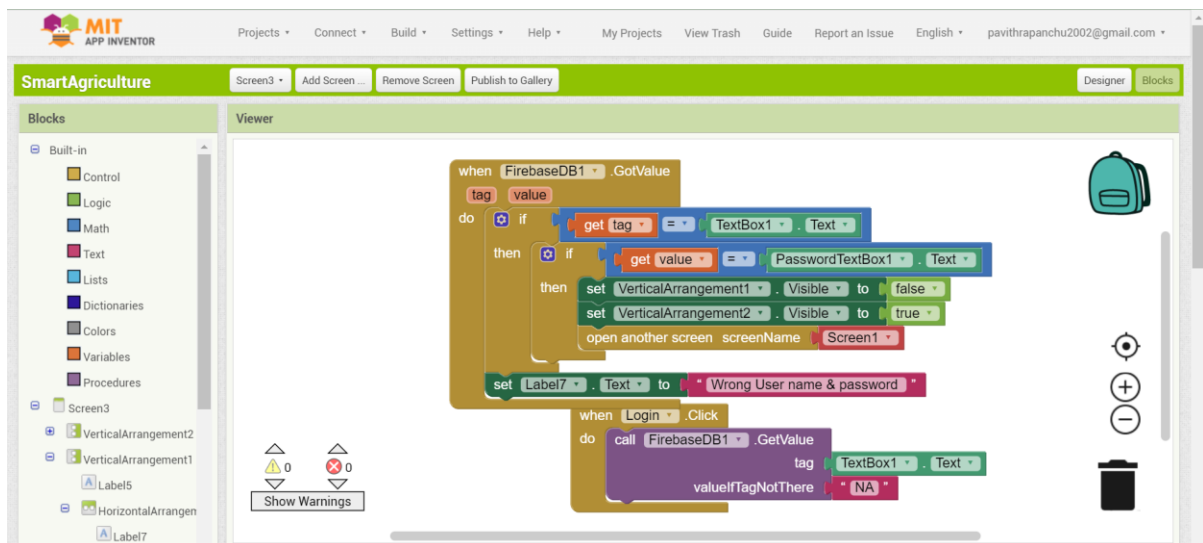 MIT
APP INVENTOR
Projects Connect Build Settings Help My Projects View Trash Guide Report an Issue English pavithrapanchu2002@gmail.com
SmartAgriculture Screen3 Add Screen ... Remove Screen Publish to Gallery Designer Blocks
Blocks
Built-in
Control
Logic
Math
Text
Lists
Dictionaries
Colors
Variables
Procedures
Screen3
VerticalArrangement2
VerticalArrangement1
Label5
HorizontalArrangen
Label7
Viewer
when FirebaseDB1 .GotValue
tag value
do if get tag = TextBox1 . Text
then if get value = PasswordTextBox1 . Text
then set VerticalArrangement1 . Visible to false
set VerticalArrangement2 . Visible to true
open another screen screenName Screen1
set Label7 . Text to " Wrong User name & password "
when Login .Click
do call FirebaseDB1 .GetValue
tag TextBox1 . Text
valueIfTagNotThere " NA "
0 0
Show Warnings